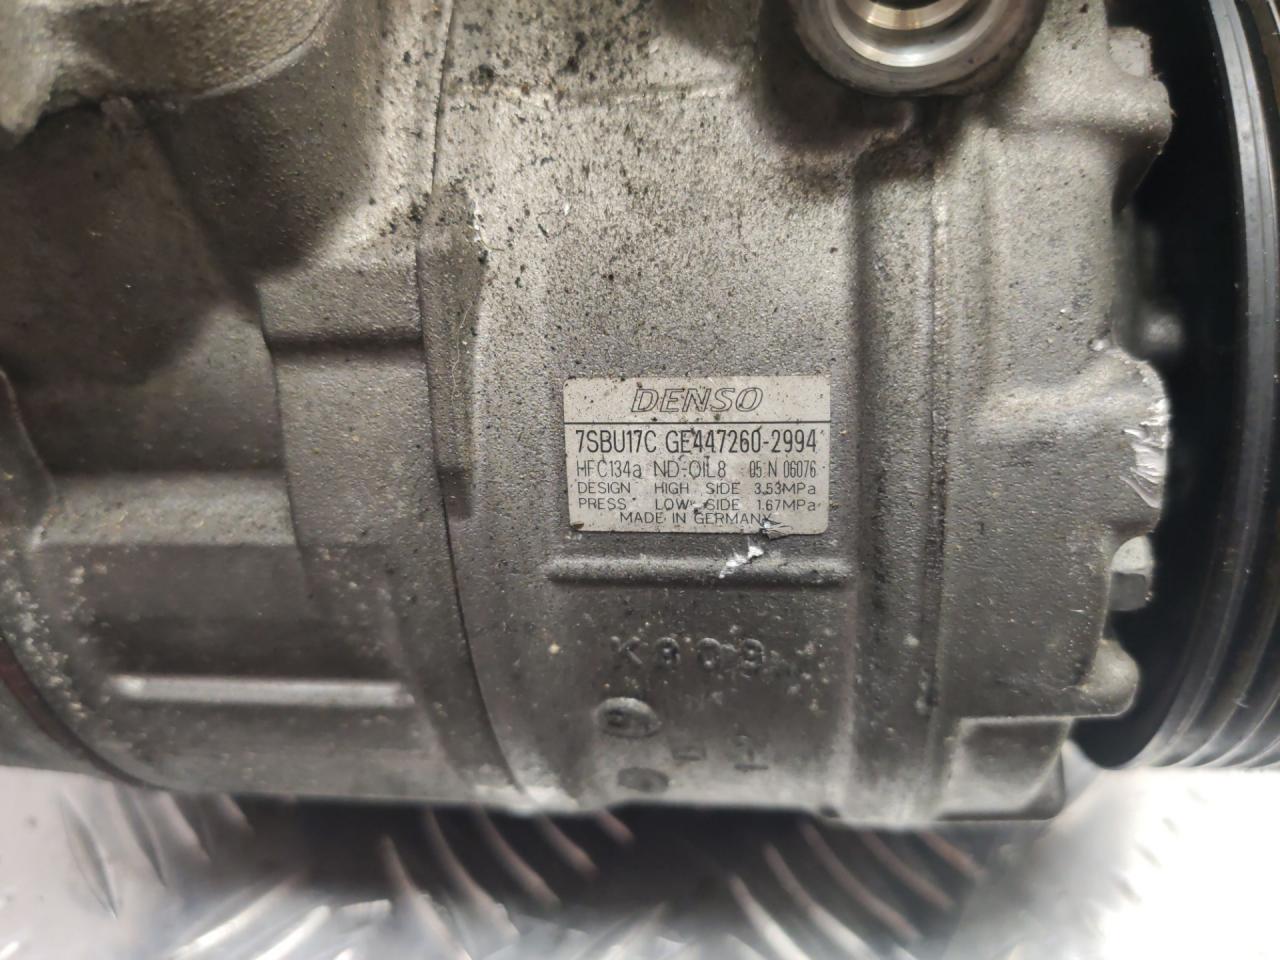 DENSO
7SBU17C GE447260-2994
HFC134a ND-OIL8 05 N 06076
DESIGN HIGH SIDE 3.53MPa
PRESS LOW SIDE 1.67MPa
MADE IN GERMANY
K909